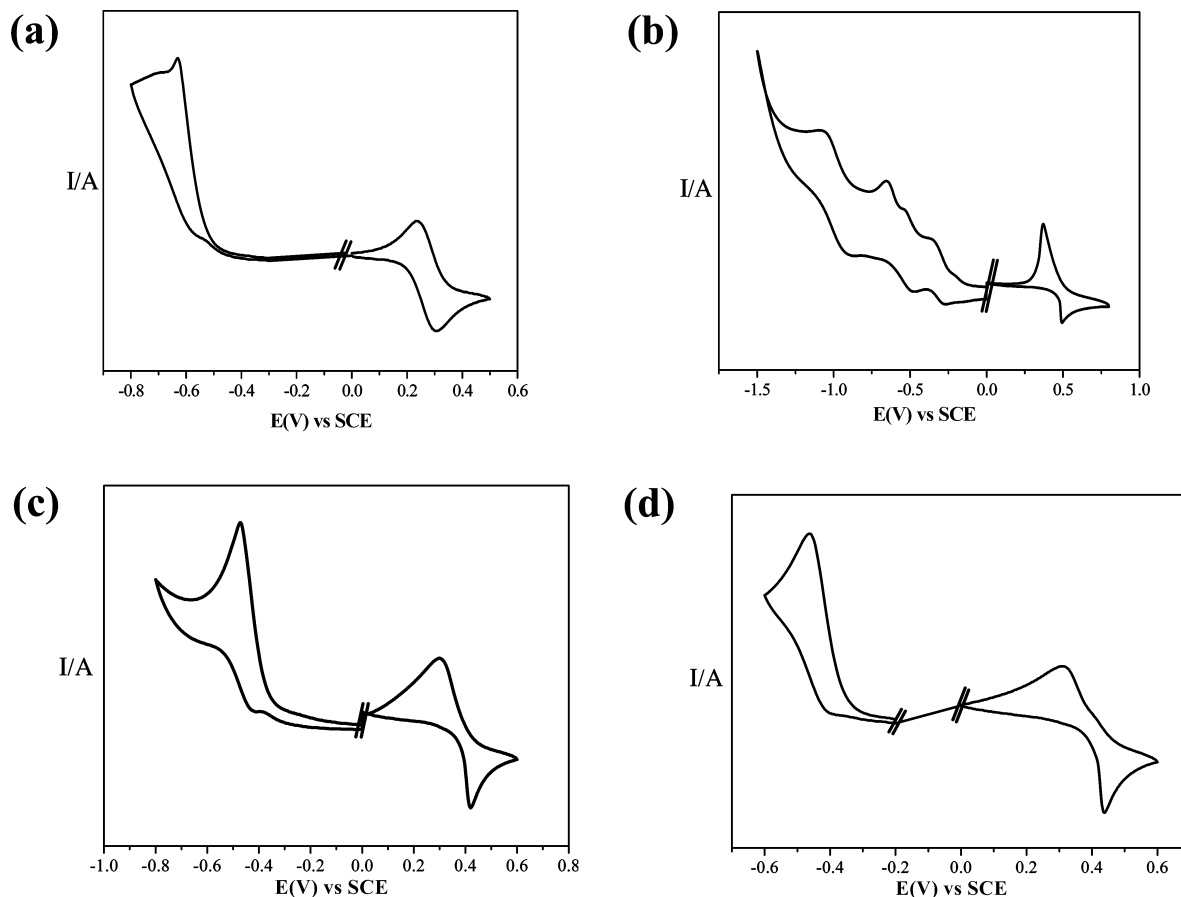 (a)
I/A
-0.8 -0.6 -0.4 -0.2 0.0 0.2 0.4 0.6
E(V) vs SCE
(b)
I/A
-1.5 -1.0 -0.5 0.0 0.5 1.0
E(V) vs SCE
(c)
I/A
-1.0 -0.8 -0.6 -0.4 -0.2 0.0 0.2 0.4 0.6 0.8
E(V) vs SCE
(d)
I/A
-0.6 -0.4 -0.2 0.0 0.2 0.4 0.6
E(V) vs SCE